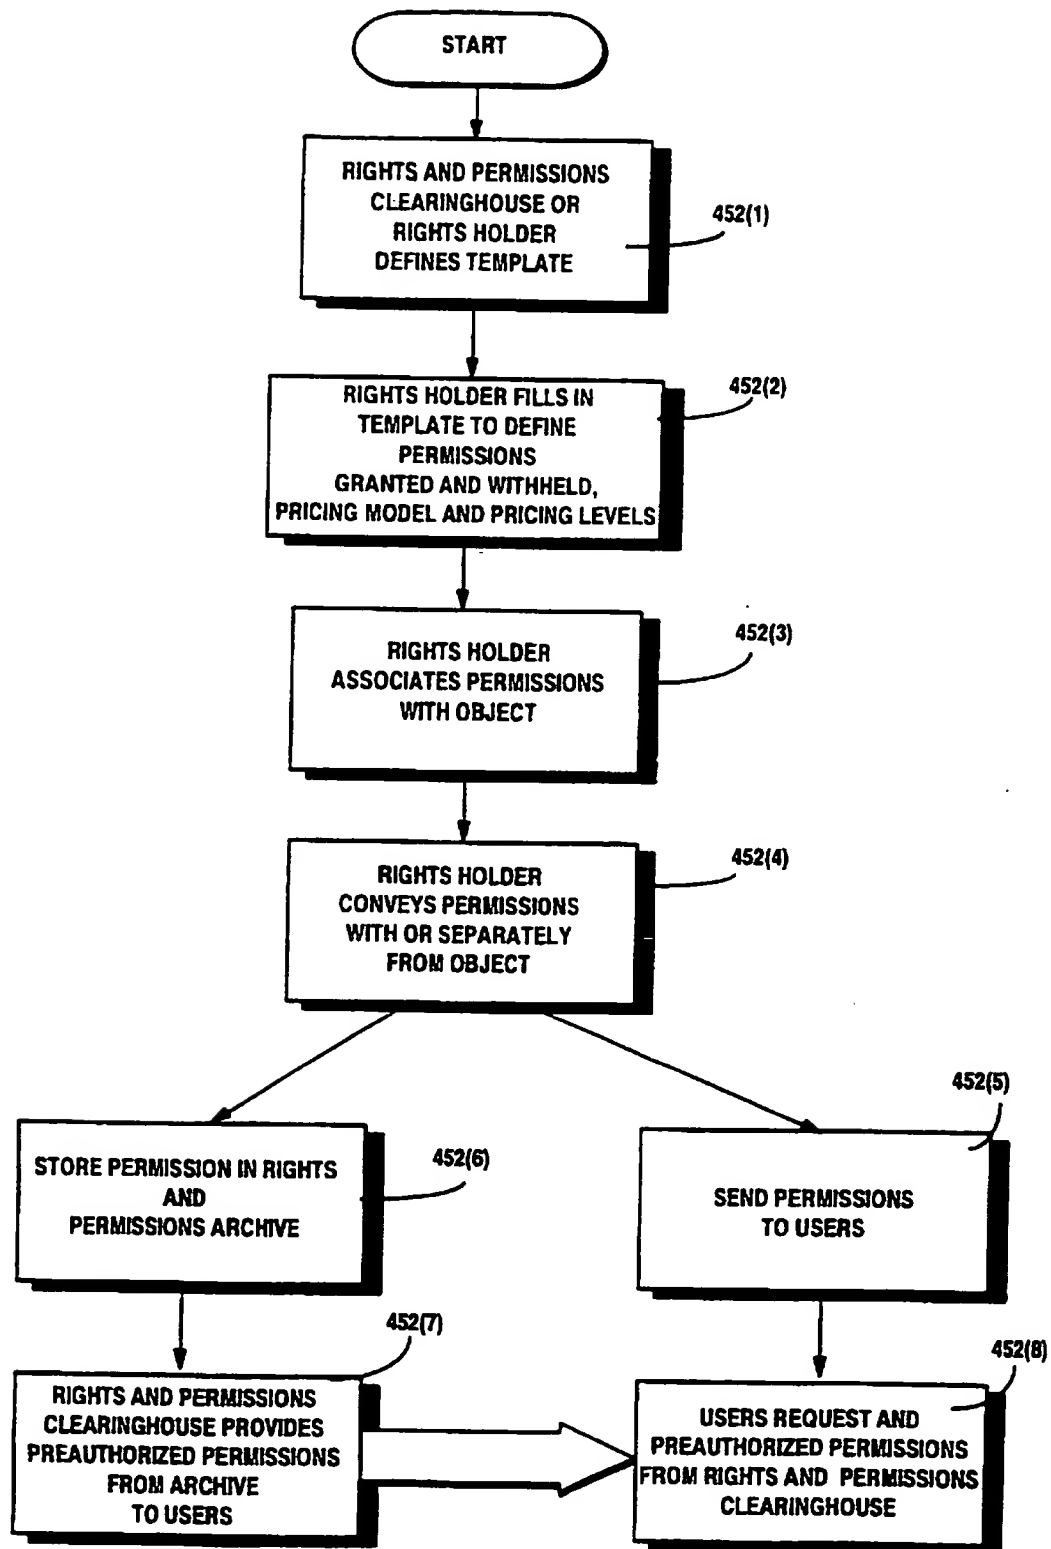 START
RIGHTS AND PERMISSIONS
CLEARINGHOUSE OR
RIGHTS HOLDER
DEFINES TEMPLATE
452(1)
RIGHTS HOLDER FILLS IN
TEMPLATE TO DEFINE
PERMISSIONS
GRANTED AND WITHHELD,
PRICING MODEL AND PRICING LEVELS
452(2)
RIGHTS HOLDER
ASSOCIATES PERMISSIONS
WITH OBJECT
452(3)
RIGHTS HOLDER
CONVEYS PERMISSIONS
WITH OR SEPARATELY
FROM OBJECT
452(4)
STORE PERMISSION IN RIGHTS
AND
PERMISSIONS ARCHIVE
452(6)
SEND PERMISSIONS
TO USERS
452(5)
RIGHTS AND PERMISSIONS
CLEARINGHOUSE PROVIDES
PREAUTHORIZED PERMISSIONS
FROM ARCHIVE
TO USERS
452(7)
USERS REQUEST AND
PREAUTHORIZED PERMISSIONS
FROM RIGHTS AND PERMISSIONS
CLEARINGHOUSE
452(8)